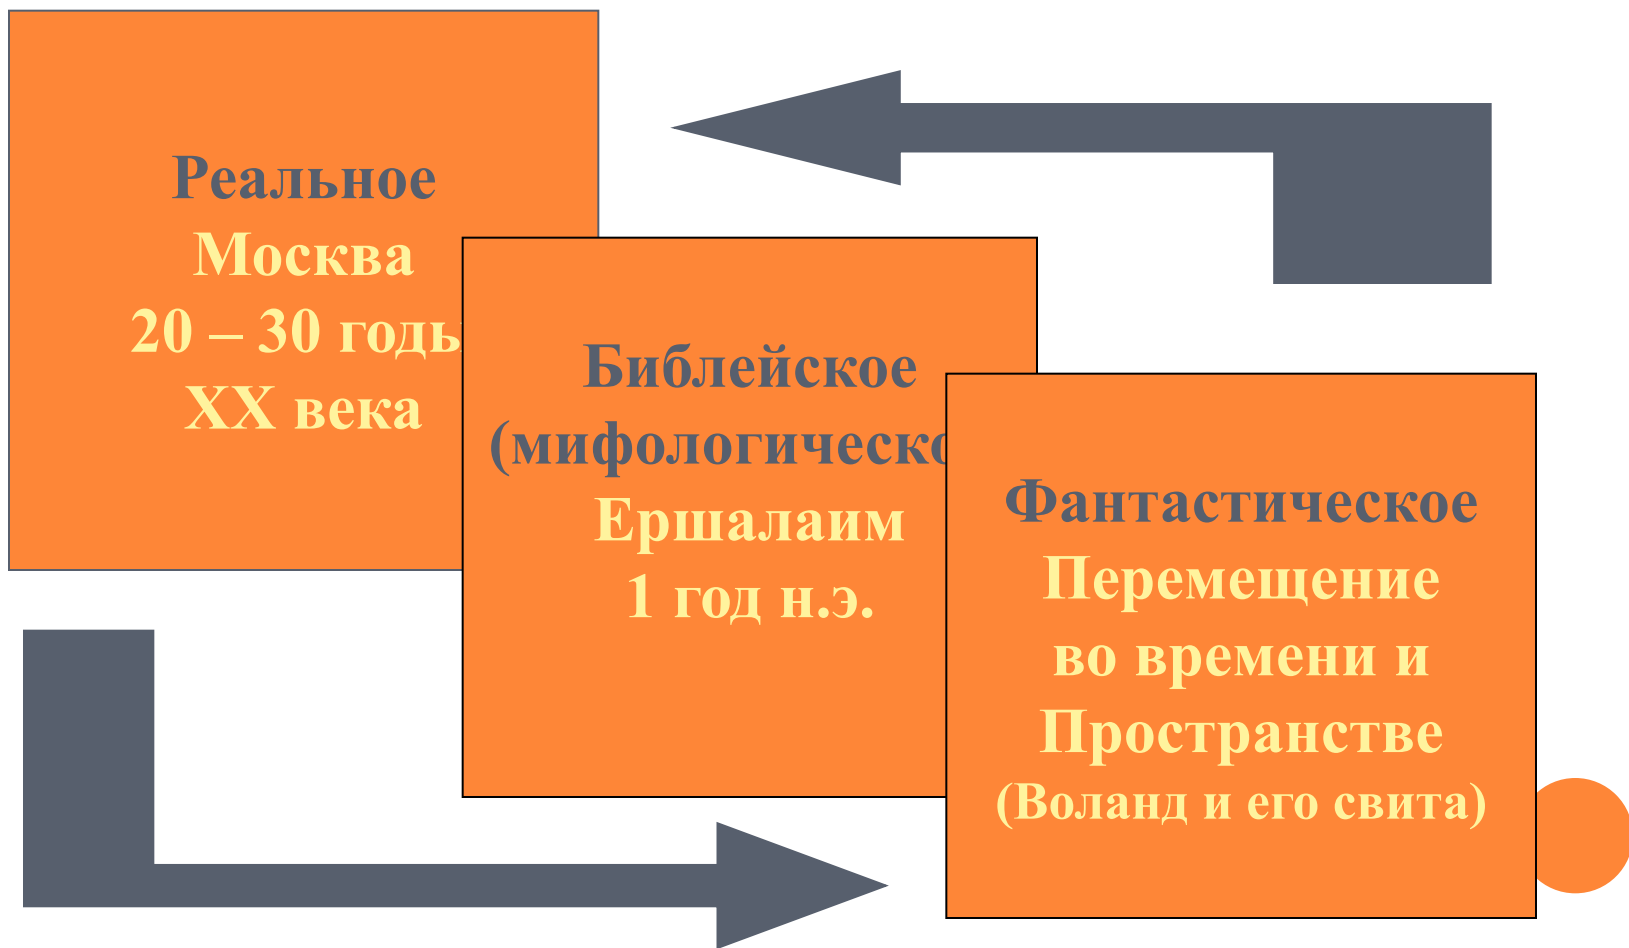 Реальное
Москва
20 – 30 годы
XX века
Библейское
(мифологическо
Ершалаим
1 год н.э.
Фантастическое
Перемещение
во времени и
Пространстве
(Воланд и его свита)